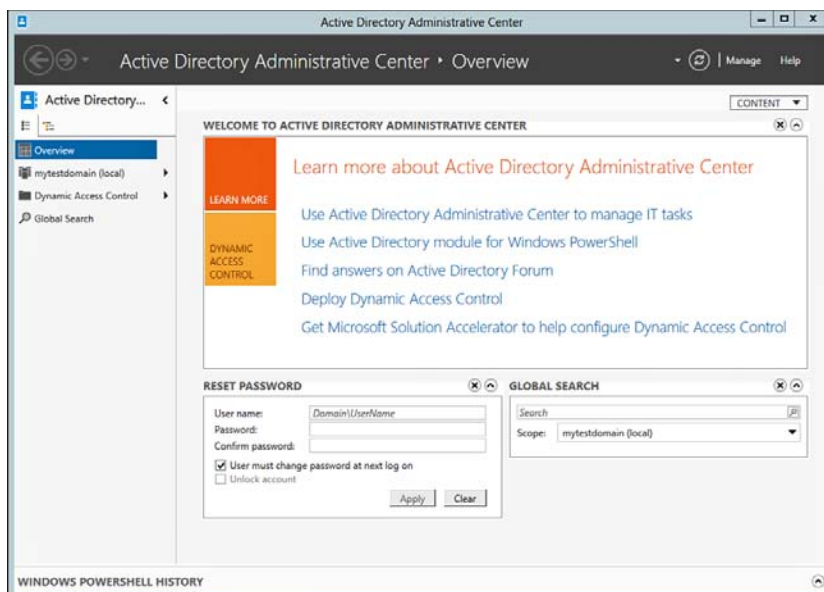 Active Directory Administrative Center
Active Directory Administrative Center • Overview
Manage
Help
Active Directory...
CONTENT
WELCOME TO ACTIVE DIRECTORY ADMINISTRATIVE CENTER
Overview
mytestdomain (local)
Dynamic Access Control
Global Search
Learn more about Active Directory Administrative Center
LEARN MORE
Use Active Directory Administrative Center to manage IT tasks
DYNAMIC
ACCESS
CONTROL
Use Active Directory module for Windows PowerShell
Find answers on Active Directory Forum
Deploy Dynamic Access Control
Get Microsoft Solution Accelerator to help configure Dynamic Access Control
RESET PASSWORD
User name: Domain\UserName
Password:
Confirm password:
User must change password at next log on
Unlock account
Apply
Clear
GLOBAL SEARCH
Search
Scope: mytestdomain (local)
WINDOWS POWERSHELL HISTORY